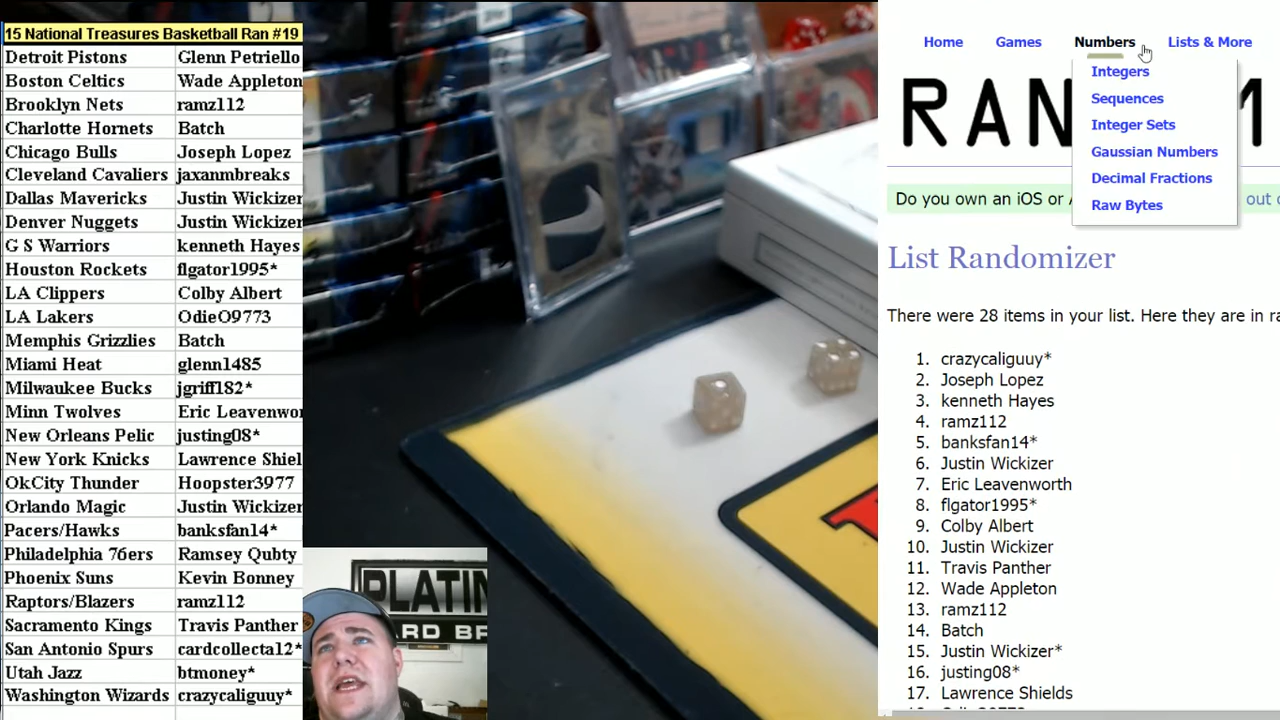 15 National Treasures Basketball Ran #19
Detroit Pistons Glenn Petriello
Boston Celtics Wade Appleton
Brooklyn Nets ramz112
Charlotte Hornets Batch
Chicago Bulls Joseph Lopez
Cleveland Cavaliers jaxanmbreaks
Dallas Mavericks Justin Wickizer
Denver Nuggets Justin Wickizer
G S Warriors kenneth Hayes
Houston Rockets flgator1995*
LA Clippers Colby Albert
LA Lakers OdieO9773
Memphis Grizzlies Batch
Miami Heat glenn1485
Milwaukee Bucks jgriff182*
Minn Twolves Eric Leavenwor
New Orleans Pelic justing08*
New York Knicks Lawrence Shiel
OkCity Thunder Hoopster3977
Orlando Magic Justin Wickizer
Pacers/Hawks banksfan14*
Philadelphia 76ers Ramsey Qubty
Phoenix Suns Kevin Bonney
Raptors/Blazers ramz112
Sacramento Kings Travis Panther
San Antonio Spurs cardcollecta12*
Utah Jazz btmoney*
Washington Wizards crazycaliguuy*
PLATIN
ARD BR
Home Games Numbers Lists & More
Integers
Sequences
Integer Sets
Gaussian Numbers
Decimal Fractions
Raw Bytes
RAN M
Do you own an iOS or A out o
List Randomizer
There were 28 items in your list. Here they are in ra
1. crazycaliguuy*
2. Joseph Lopez
3. kenneth Hayes
4. ramz112
5. banksfan14*
6. Justin Wickizer
7. Eric Leavenworth
8. flgator1995*
9. Colby Albert
10. Justin Wickizer
11. Travis Panther
12. Wade Appleton
13. ramz112
14. Batch
15. Justin Wickizer*
16. justing08*
17. Lawrence Shields